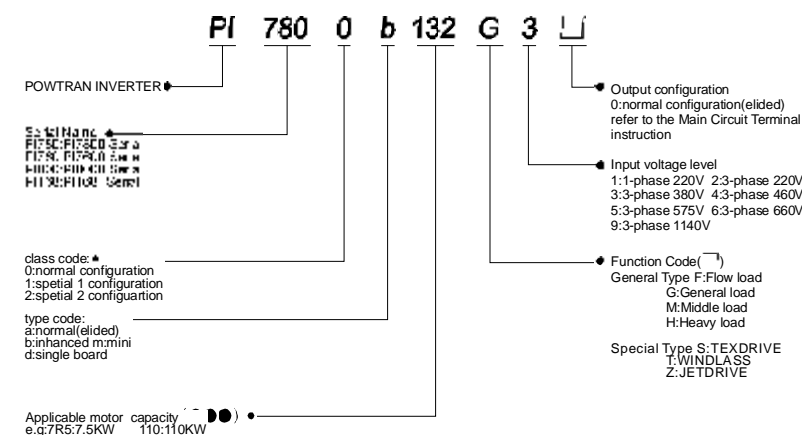 PI 780 0 b 132 G 3
POWTRAN INVERTER
Output configuration
0:normal configuration(elided)
refer to the Main Circuit Terminal
instruction
Input voltage level
1:1-phase 220V 2:3-phase 220V
3:3-phase 380V 4:3-phase 460V
5:3-phase 575V 6:3-phase 660V
9:3-phase 1140V
class code:
0:normal configuration
1:spetial 1 configuration
2:spetial 2 configuartion
Function Code( )
General Type F:Flow load
G:General load
M:Middle load
H:Heavy load
type code:
a:normal(elided)
b:inhanced m:mini
d:single board
Special Type S:TEXDRIVE
T:WINDLASS
Z:JETDRIVE
Applicable motor capacity
e.g:7R5:7.5KW 110:110KW